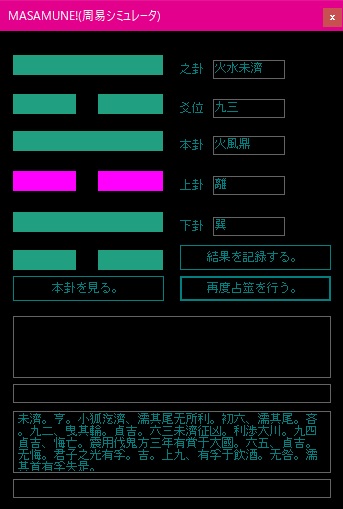 MASAMUNE!(周易シミュレータ)
x
之卦 火水未濟
爻位 九三
本卦 火風鼎
上卦 離
下卦 巽
結果を記録する。
本卦を見る。
再度占筮を行う。
未濟。亨。小狐汔濟、濡其尾无所利。初六、濡其尾。吝
。九二、曳其輪。貞吉。六三未濟征凶。利渉大川。九四
貞吉、悔亡。震用伐鬼方三年有賞于大國。六五、貞吉。
无悔。君子之光有孚。吉。上九、有孚于飲酒。无咎。濡
其首有孚失是。